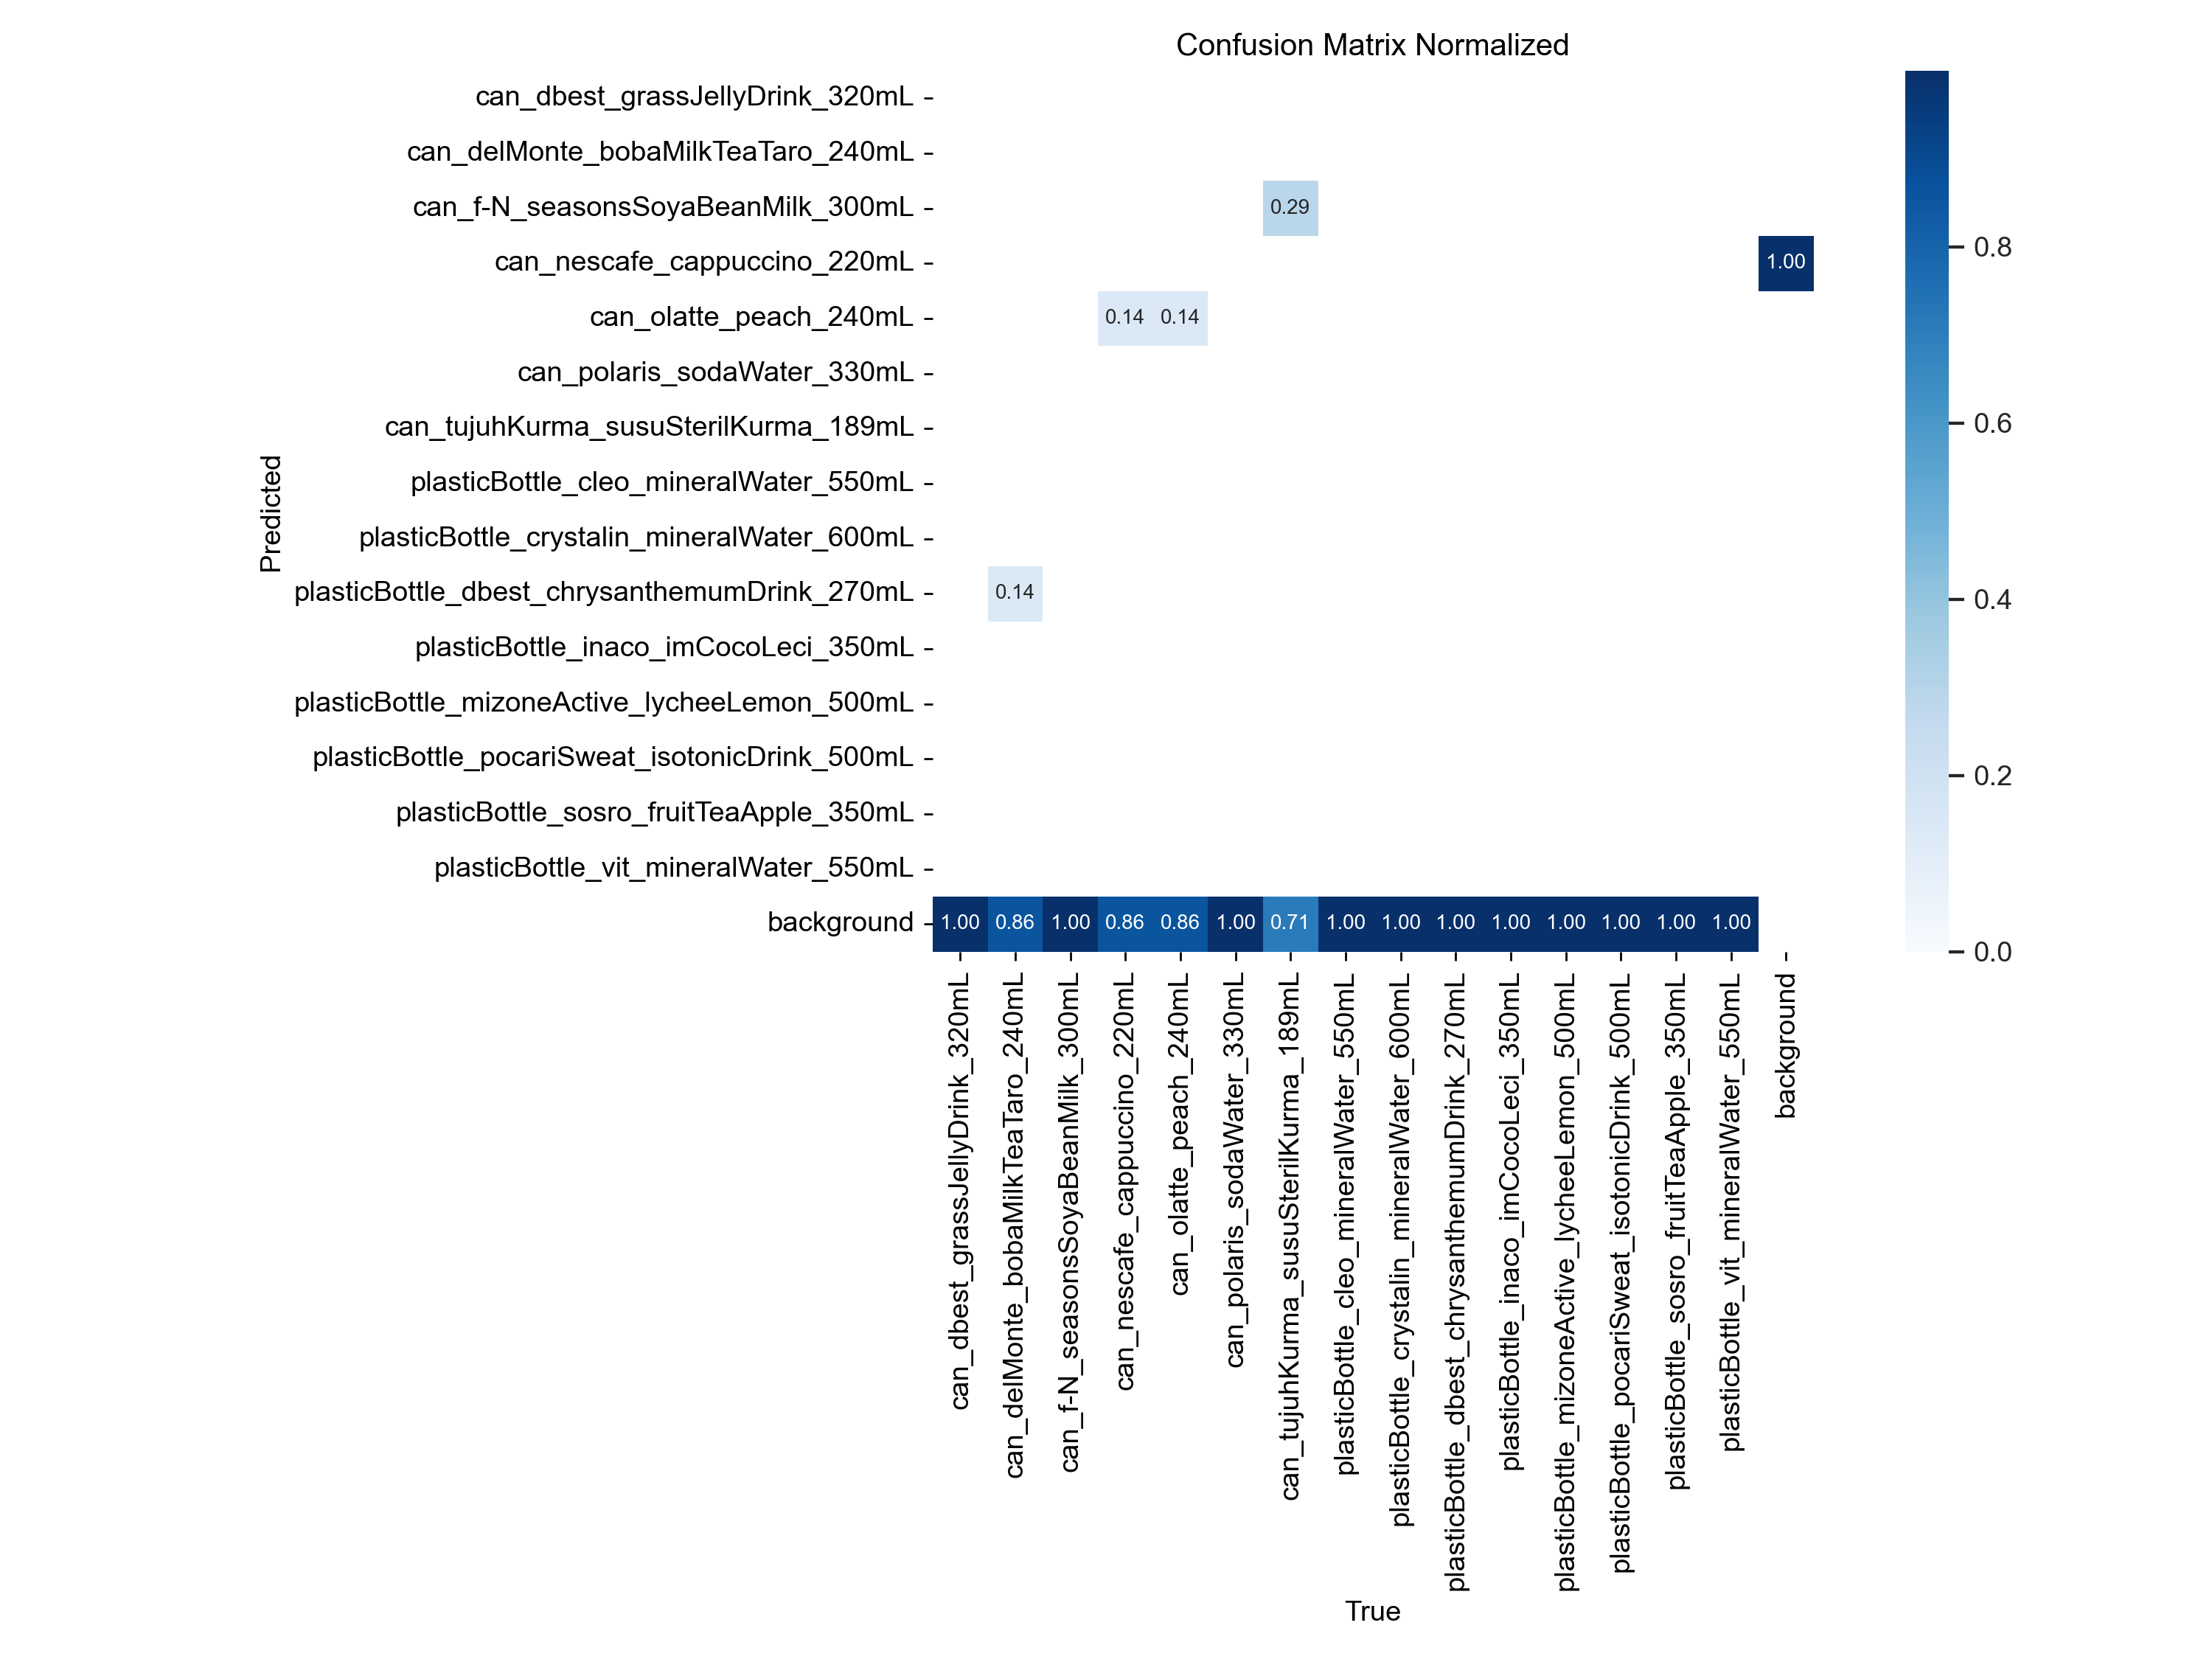 Confusion Matrix Normalized
can_dbest_grassJellyDrink_320mL
can_delMonte_bobaMilkTeaTaro_240mL
can_f-N_seasonsSoyaBeanMilk_300mL
0.29
can_nescafe_cappuccino_220mL
1.00
can_olatte_peach_240mL
0.14 0.14
can_polaris_sodaWater_330mL
can_tujuhKurma_susuSterilKurma_189mL
plasticBottle_cleo_mineralWater_550mL
plasticBottle_crystalin_mineralWater_600mL
plasticBottle_dbest_chrysanthemumDrink_270mL
0.14
plasticBottle_inaco_imCocoLeci_350mL
plasticBottle_mizoneActive_lycheeLemon_500mL
plasticBottle_pocariSweat_isotonicDrink_500mL
plasticBottle_sosro_fruitTeaApple_350mL
plasticBottle_vit_mineralWater_550mL
background
1.00 0.86 1.00 0.86 0.86 1.00 0.71 1.00 1.00 1.00 1.00 1.00 1.00 1.00 1.00
Predicted
can_dbest_grassJellyDrink_320mL
can_delMonte_bobaMilkTeaTaro_240mL
can_f-N_seasonsSoyaBeanMilk_300mL
can_nescafe_cappuccino_220mL
can_olatte_peach_240mL
can_polaris_sodaWater_330mL
can_tujuhKurma_susuSterilKurma_189mL
plasticBottle_cleo_mineralWater_550mL
plasticBottle_crystalin_mineralWater_600mL
plasticBottle_dbest_chrysanthemumDrink_270mL
plasticBottle_inaco_imCocoLeci_350mL
plasticBottle_mizoneActive_lycheeLemon_500mL
plasticBottle_pocariSweat_isotonicDrink_500mL
plasticBottle_sosro_fruitTeaApple_350mL
plasticBottle_vit_mineralWater_550mL
background
True
0.8
0.6
0.4
0.2
0.0